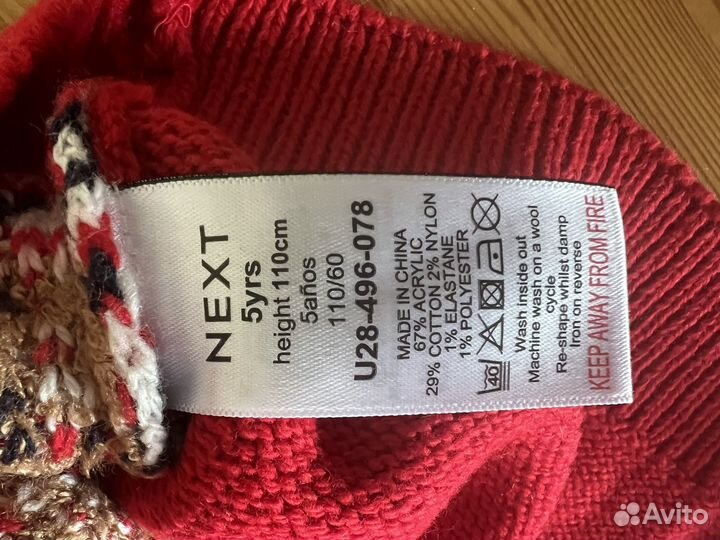 NEXT
5yrs
height 110cm
5años
110/60
U28-496-078
MADE IN CHINA
67% ACRYLIC
29% COTTON 2% NYLON
1% ELASTANE
1% POLYESTER
40
Wash inside out
Machine wash on a wool
cycle
Re-shape whilst damp
Iron on reverse
KEEP AWAY FROM FIRE
Avito